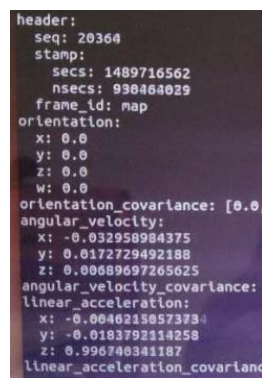 header:
seq: 20364
stamp:
secs: 1489716562
nsecs: 930464029
frame_id: map
orientation:
x: 0.0
y: 0.0
z: 0.0
w: 0.0
orientation_covariance: [0.0,
angular_velocity:
x: -0.032958984375
y: 0.0172729492188
z: 0.00689697265625
angular_velocity_covariance:
linear_acceleration:
x: -0.00462150573734
y: -0.0183792114258
z: 0.996740341187
linear_acceleration_covarianc